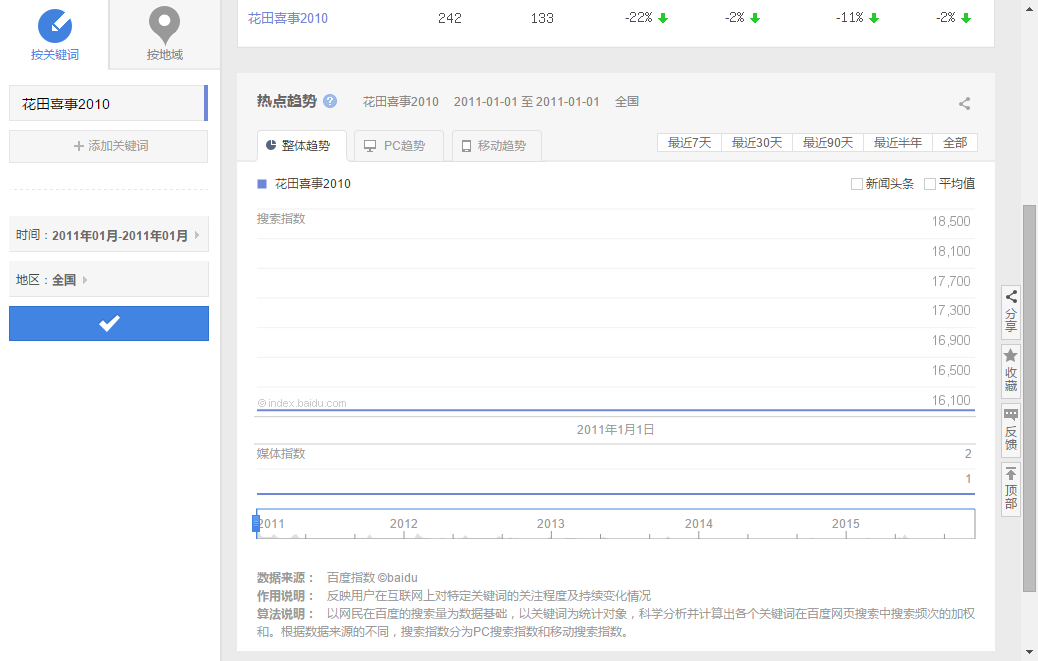 花田喜事2010 242 133 -22% -2% -11% -2%
按关键词 按地域
花田喜事2010
添加关键词
时间：2011年01月-2011年01月
地区：全国
热点趋势 ? 花田喜事2010 2011-01-01 至 2011-01-01 全国
整体趋势 PC趋势 移动趋势 最近7天 最近30天 最近90天 最近半年 全部
花田喜事2010 新闻头条 平均值
搜索指数
18,500
18,100
17,700
17,300
16,900
16,500
16,100
©index.baidu.com
2011年1月1日
媒体指数 2
1
2011 2012 2013 2014 2015
数据来源： 百度指数 ©baidu
作用说明： 反映用户在互联网上对特定关键词的关注程度及持续变化情况
算法说明： 以网民在百度的搜索量为数据基础，以关键词为统计对象，科学分析并计算出各个关键词在百度网页搜索中搜索频次的加权
和。根据数据来源的不同，搜索指数分为PC搜索指数和移动搜索指数。
分享
收藏
反馈
顶部